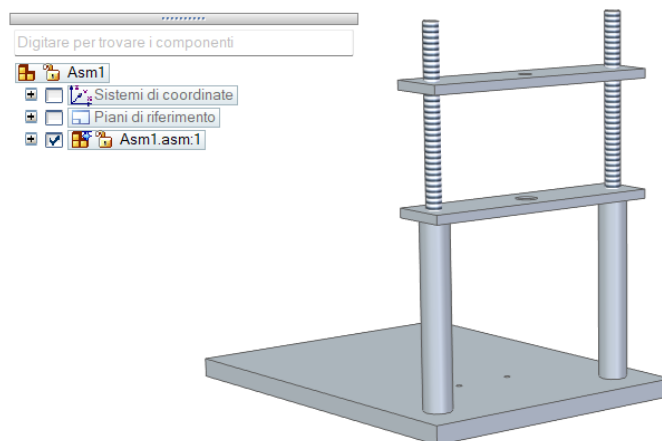 Digitare per trovare i componenti
Asm1
Sistemi di coordinate
Piani di riferimento
Asm1.asm:1